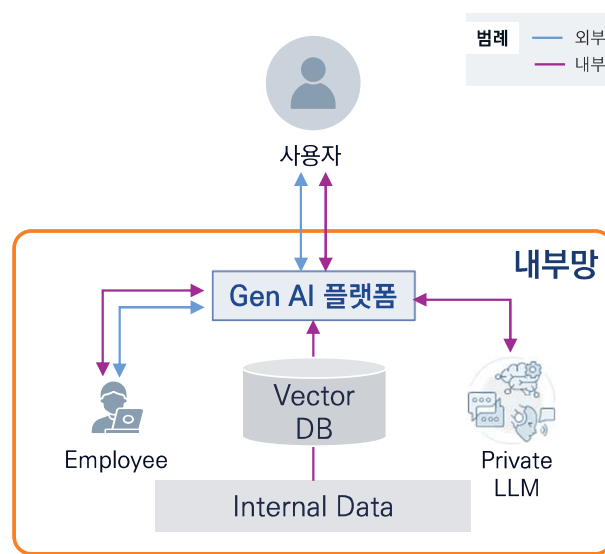 범례
외부
내부
사용자
내부망
Gen AI 플랫폼
Vector
DB
Employee
Private
LLM
Internal Data